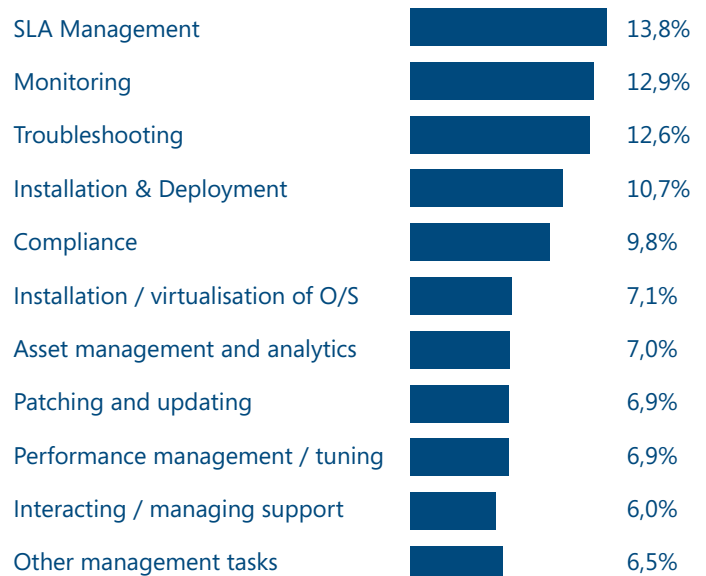 SLA Management 13,8%
Monitoring 12,9%
Troubleshooting 12,6%
Installation & Deployment 10,7%
Compliance 9,8%
Installation / virtualisation of O/S 7,1%
Asset management and analytics 7,0%
Patching and updating 6,9%
Performance management / tuning 6,9%
Interacting / managing support 6,0%
Other management tasks 6,5%